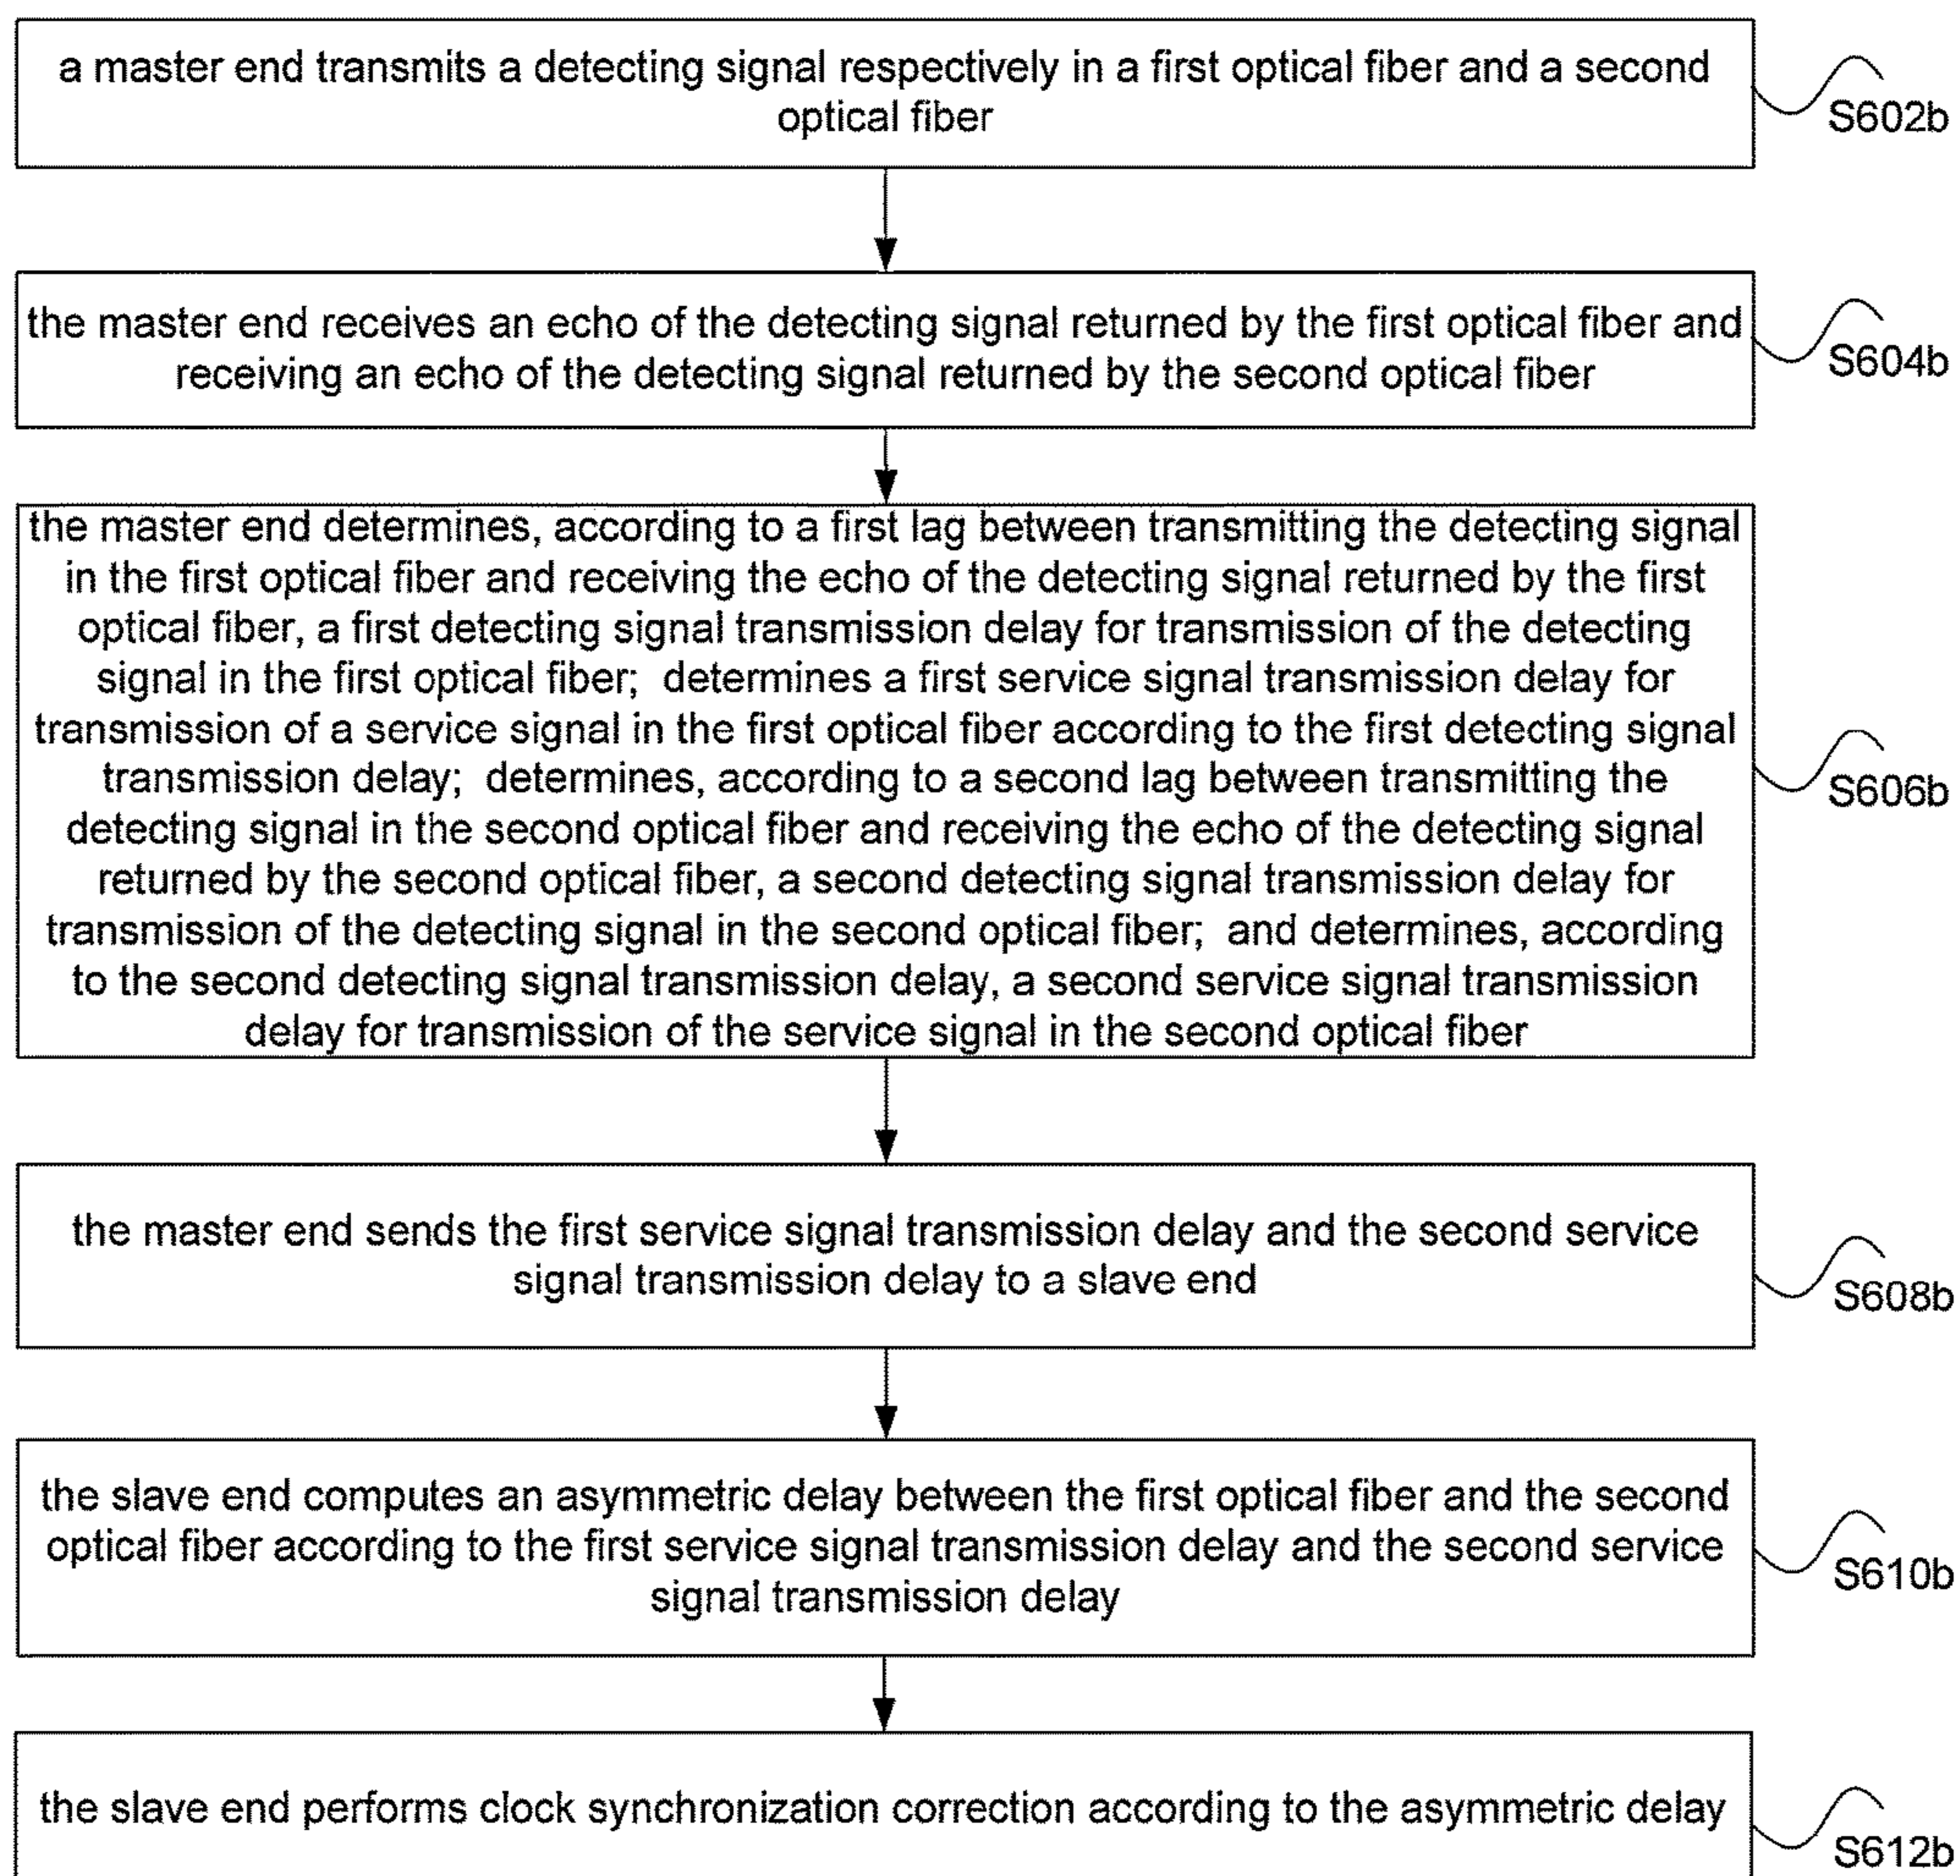 a master end transmits a detecting signal respectively in a first optical fiber and a second
optical fiber
S602b
the master end receives an echo of the detecting signal returned by the first optical fiber and
receiving an echo of the detecting signal returned by the second optical fiber
S604b
the master end determines, according to a first lag between transmitting the detecting signal
in the first optical fiber and receiving the echo of the detecting signal returned by the first
optical fiber, a first detecting signal transmission delay for transmission of the detecting
signal in the first optical fiber; determines a first service signal transmission delay for
transmission of a service signal in the first optical fiber according to the first detecting signal
transmission delay; determines, according to a second lag between transmitting the
detecting signal in the second optical fiber and receiving the echo of the detecting signal
returned by the second optical fiber, a second detecting signal transmission delay for
transmission of the detecting signal in the second optical fiber; and determines, according
to the second detecting signal transmission delay, a second service signal transmission
delay for transmission of the service signal in the second optical fiber
S606b
the master end sends the first service signal transmission delay and the second service
signal transmission delay to a slave end
S608b
the slave end computes an asymmetric delay between the first optical fiber and the second
optical fiber according to the first service signal transmission delay and the second service
signal transmission delay
S610b
the slave end performs clock synchronization correction according to the asymmetric delay
S612b